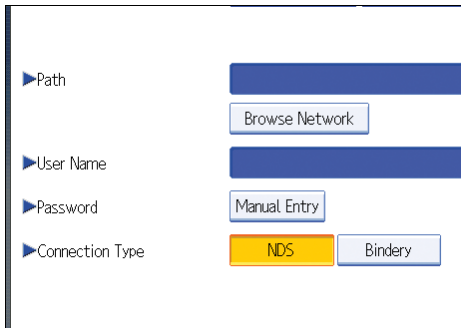 Path
Browse Network
User Name
Password Manual Entry
Connection Type NDS Bindery